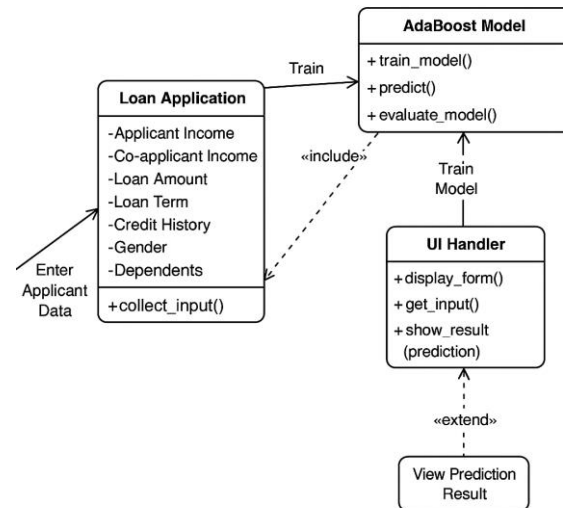 AdaBoost Model
+ train_model()
+ predict()
+ evaluate_model()
Train
Loan Application
-Applicant Income
-Co-applicant Income
-Loan Amount
-Loan Term
-Credit History
-Gender
-Dependents
+collect_input()
«include»
Train
Model
Enter
Applicant
Data
UI Handler
+display_form()
+get_input()
+show_result
(prediction)
«extend»
View Prediction
Result